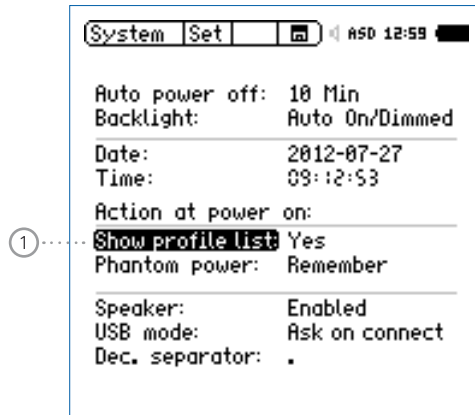 System Set ASD 12:59
Auto power off: 10 Min
Backlight: Auto On/Dimmed
Date: 2012-07-27
Time: 09:12:53
Action at power on:
1 Show profile list: Yes
Phantom power: Remember
Speaker: Enabled
USB mode: Ask on connect
Dec. separator: .